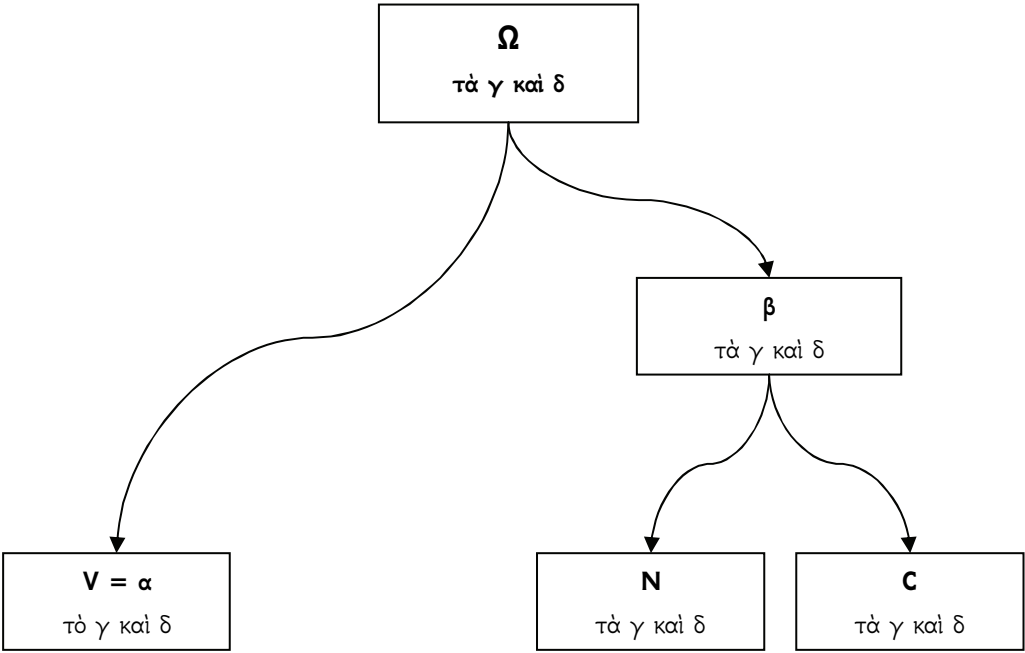 Ω
τὰ γ καὶ δ
β
τὰ γ καὶ δ
V = α
τὸ γ καὶ δ
N
τὰ γ καὶ δ
C
τὰ γ καὶ δ